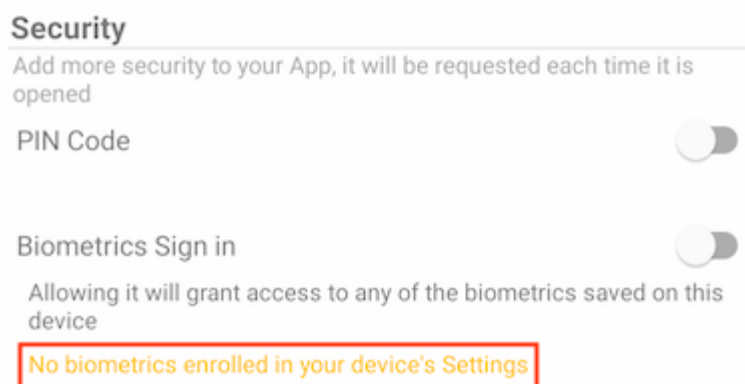 Security
Add more security to your App, it will be requested each time it is
opened
PIN Code
Biometrics Sign in
Allowing it will grant access to any of the biometrics saved on this
device
No biometrics enrolled in your device's Settings